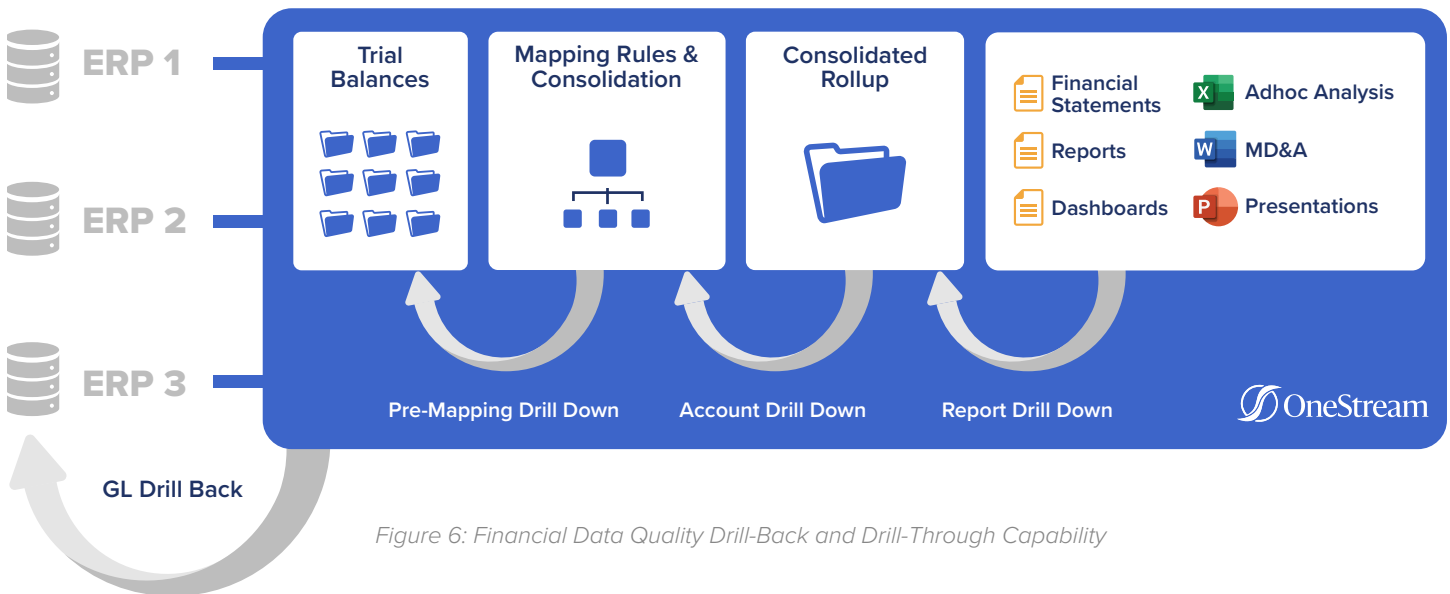 ERP 1
ERP 2
ERP 3
Trial
Balances
Mapping Rules &
Consolidation
Consolidated
Rollup
Financial
Statements
Reports
Dashboards
X
Adhoc Analysis
W
MD&A
P
Presentations
Pre-Mapping Drill Down
Account Drill Down
Report Drill Down
OneStream
GL Drill Back
Figure 6: Financial Data Quality Drill-Back and Drill-Through Capability